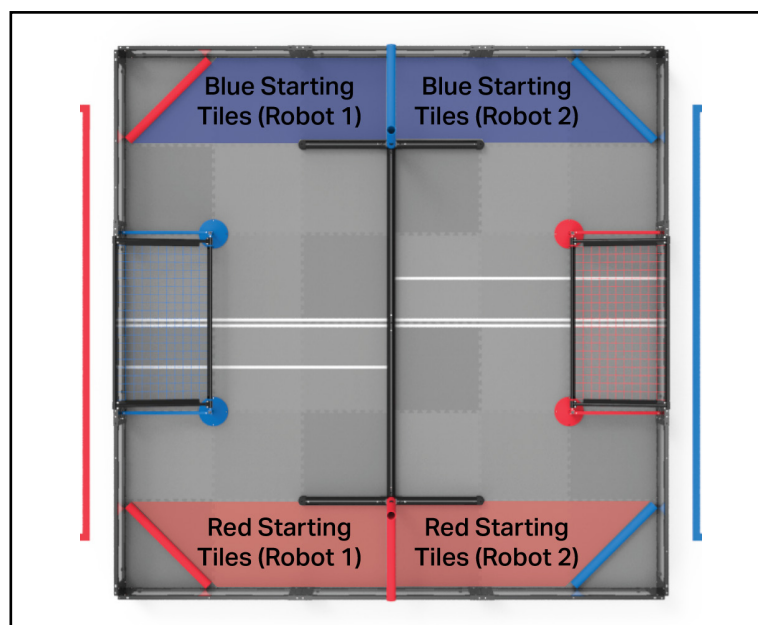 Blue Starting
Tiles (Robot 1)
Blue Starting
Tiles (Robot 2)
Red Starting
Tiles (Robot 1)
Red Starting
Tiles (Robot 2)